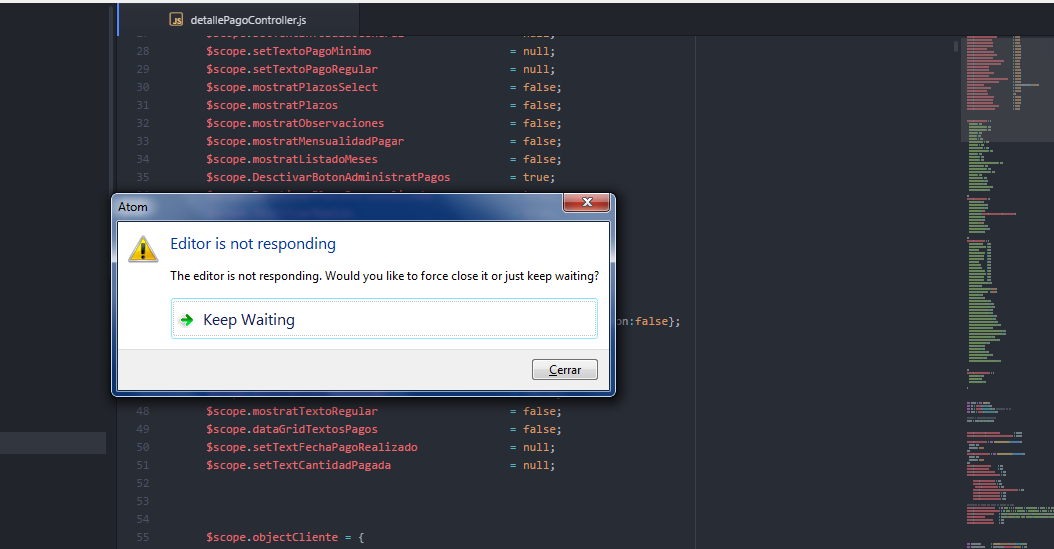 JS detallePagoController.js
28 $scope.setTextoPagoMinimo = null;
29 $scope.setTextoPagoRegular = null;
30 $scope.mostratPlazosSelect = false;
31 $scope.mostratPlazos = false;
32 $scope.mostratObservaciones = false;
33 $scope.mostratMensualidadPagar = false;
34 $scope.mostratListadoMeses = false;
35 $scope.DesctivarBotonAdministratPagos = true;
Atom
Editor is not responding
The editor is not responding. Would you like to force close it or just keep waiting?
Keep Waiting
on:false};
Cerrar
48 $scope.mostratTextoRegular = false;
49 $scope.dataGridTextosPagos = false;
50 $scope.setTextFechaPagoRealizado = null;
51 $scope.setTextCantidadPagada = null;
52
53
54
55 $scope.objectCliente = {